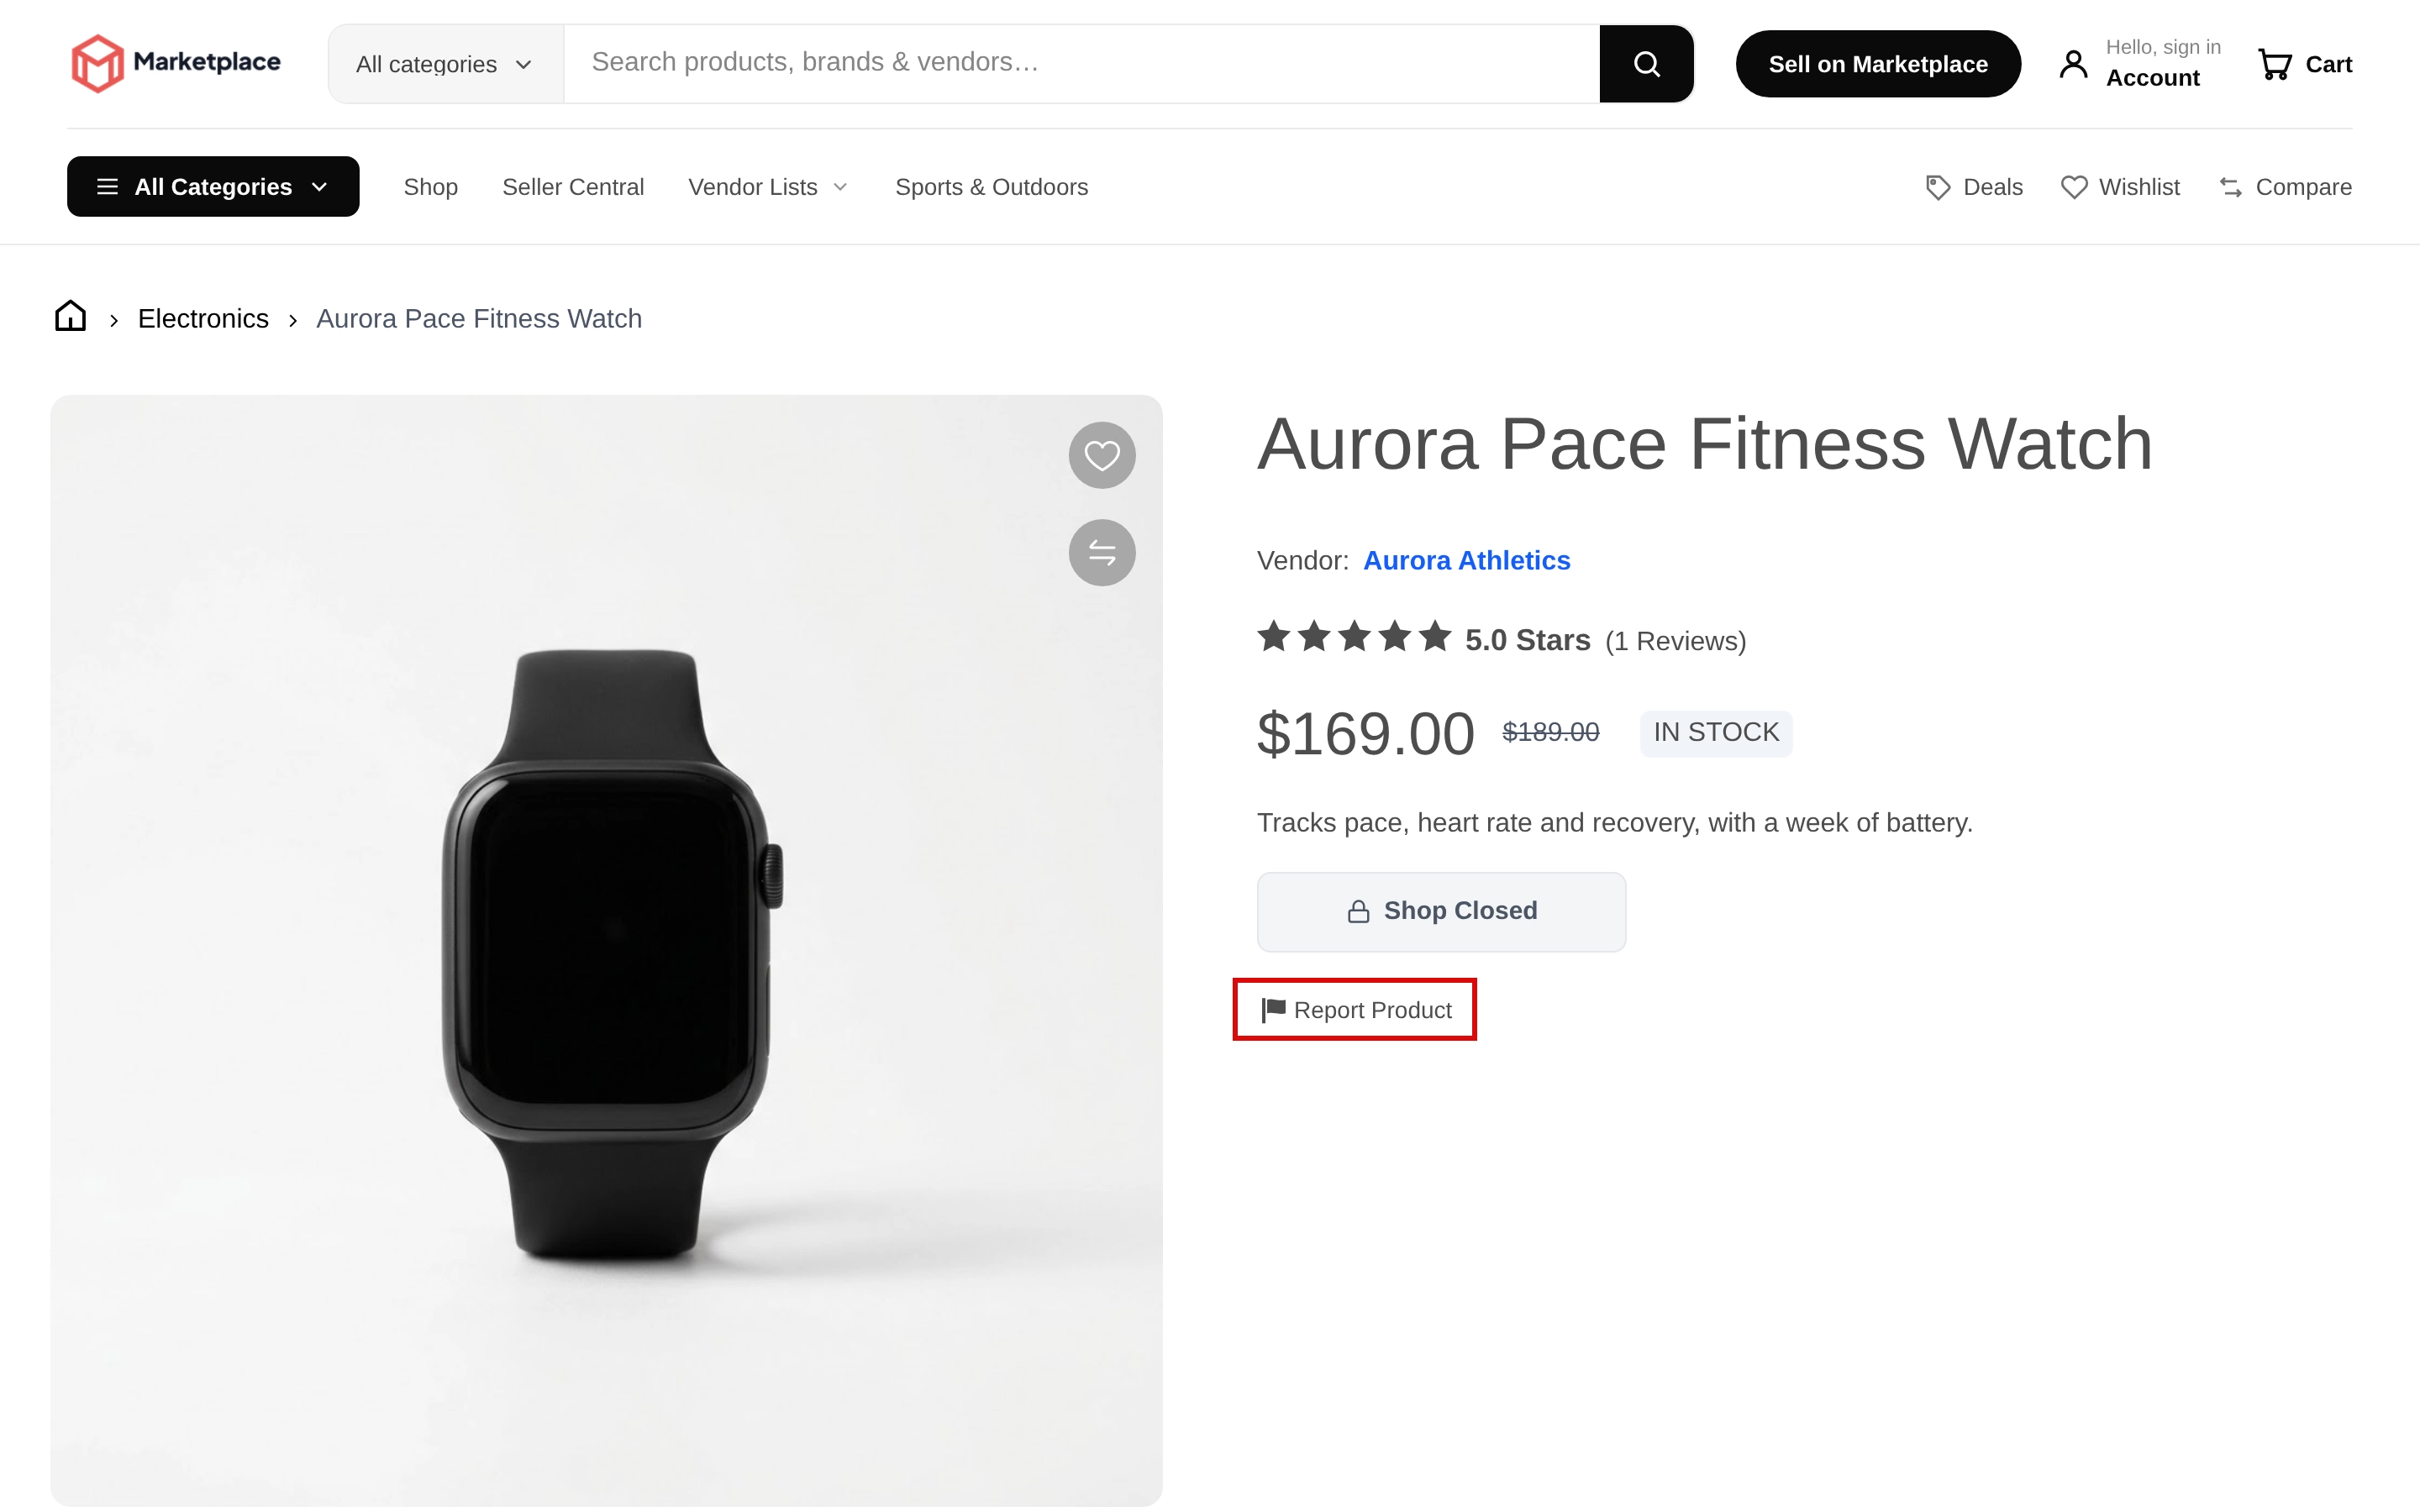 Marketplace
All categories
Search products, brands & vendors…
Sell on Marketplace
Hello, sign in
Account
Cart
All Categories
Shop
Seller Central
Vendor Lists
Sports & Outdoors
Deals
Wishlist
Compare
Electronics
Aurora Pace Fitness Watch
Aurora Pace Fitness Watch
Vendor: Aurora Athletics
5.0 Stars (1 Reviews)
$169.00 $189.00 IN STOCK
Tracks pace, heart rate and recovery, with a week of battery.
Shop Closed
Report Product